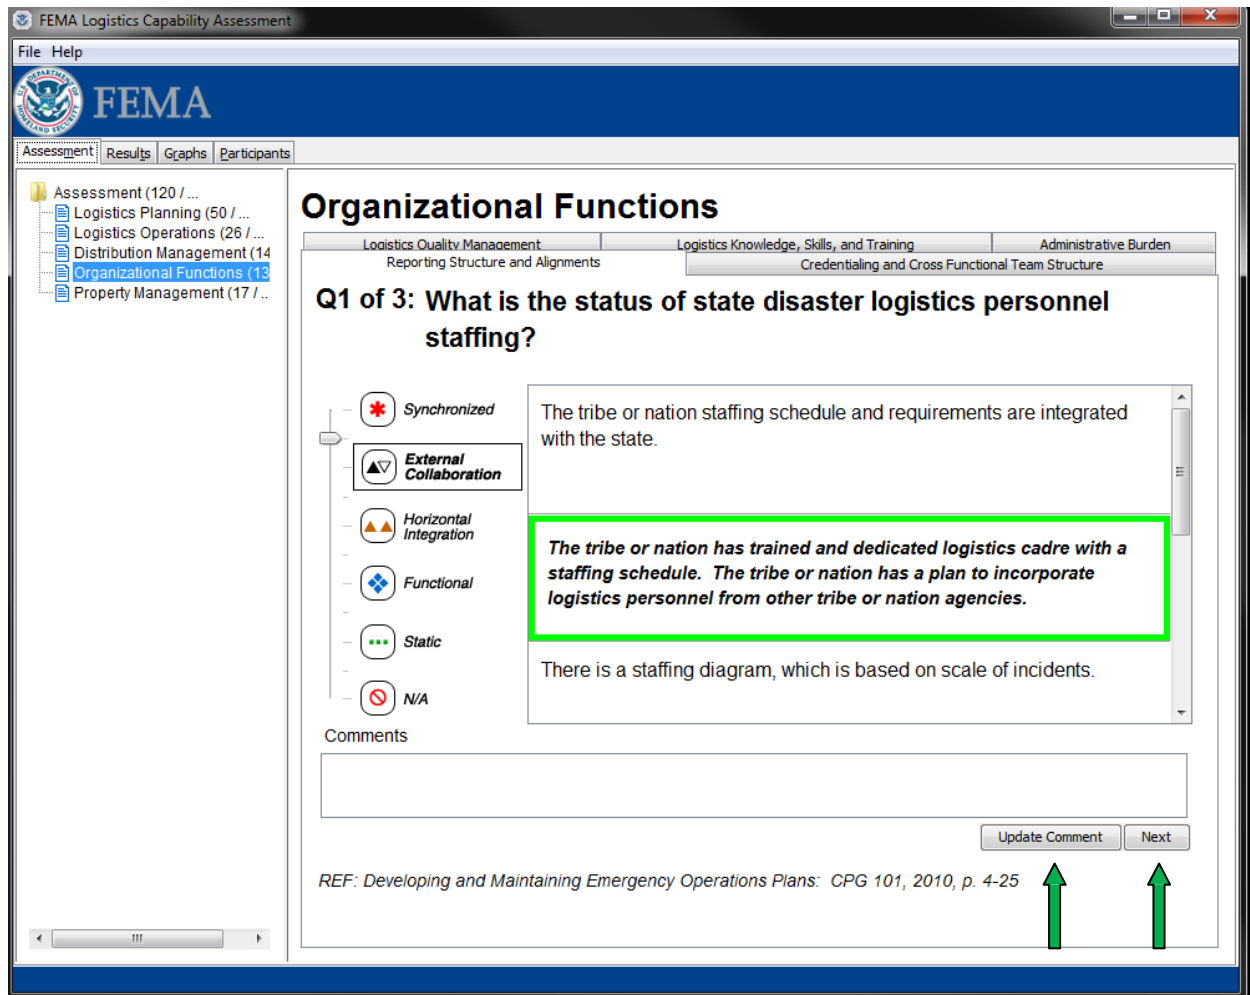 FEMA Logistics Capability Assessment
File Help
FEMA
Assessment Results Graphs Participants
Assessment (120 / ...
Logistics Planning (50 / ...
Logistics Operations (26 / ...
Distribution Management (14
Organizational Functions (13
Property Management (17 / ..
Organizational Functions
Logistics Quality Management Logistics Knowledge, Skills, and Training Administrative Burden
Reporting Structure and Alignments Credentialing and Cross Functional Team Structure
Q1 of 3: What is the status of state disaster logistics personnel
staffing?
Synchronized
External
Collaboration
Horizontal
Integration
Functional
Static
N/A
The tribe or nation staffing schedule and requirements are integrated
with the state.
The tribe or nation has trained and dedicated logistics cadre with a
staffing schedule. The tribe or nation has a plan to incorporate
logistics personnel from other tribe or nation agencies.
There is a staffing diagram, which is based on scale of incidents.
Comments
Update Comment Next
REF: Developing and Maintaining Emergency Operations Plans: CPG 101, 2010, p. 4-25